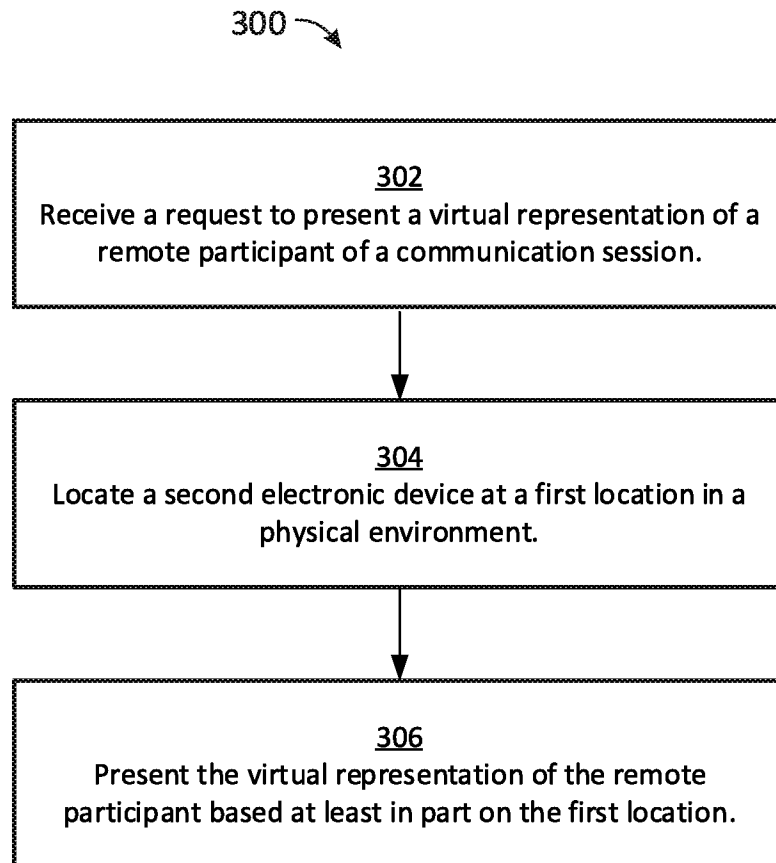 300
302
Receive a request to present a virtual representation of a
remote participant of a communication session.
304
Locate a second electronic device at a first location in a
physical environment.
306
Present the virtual representation of the remote
participant based at least in part on the first location.